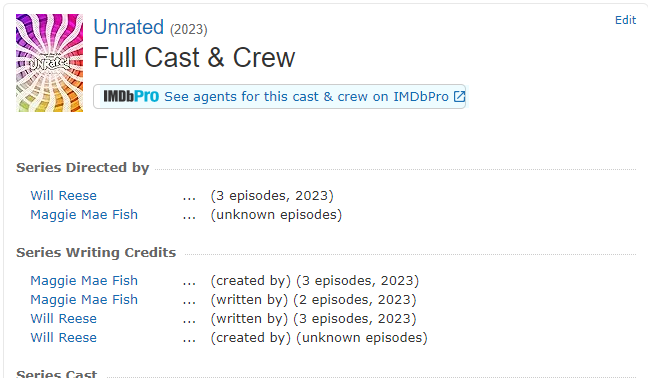 Unrated (2023)
Edit
Full Cast & Crew
IMDbPro See agents for this cast & crew on IMDbPro
UNRATED
Series Directed by
Will Reese ... (3 episodes, 2023)
Maggie Mae Fish ... (unknown episodes)
Series Writing Credits
Maggie Mae Fish ... (created by) (3 episodes, 2023)
Maggie Mae Fish ... (written by) (2 episodes, 2023)
Will Reese ... (written by) (3 episodes, 2023)
Will Reese ... (created by) (unknown episodes)
Series Cast